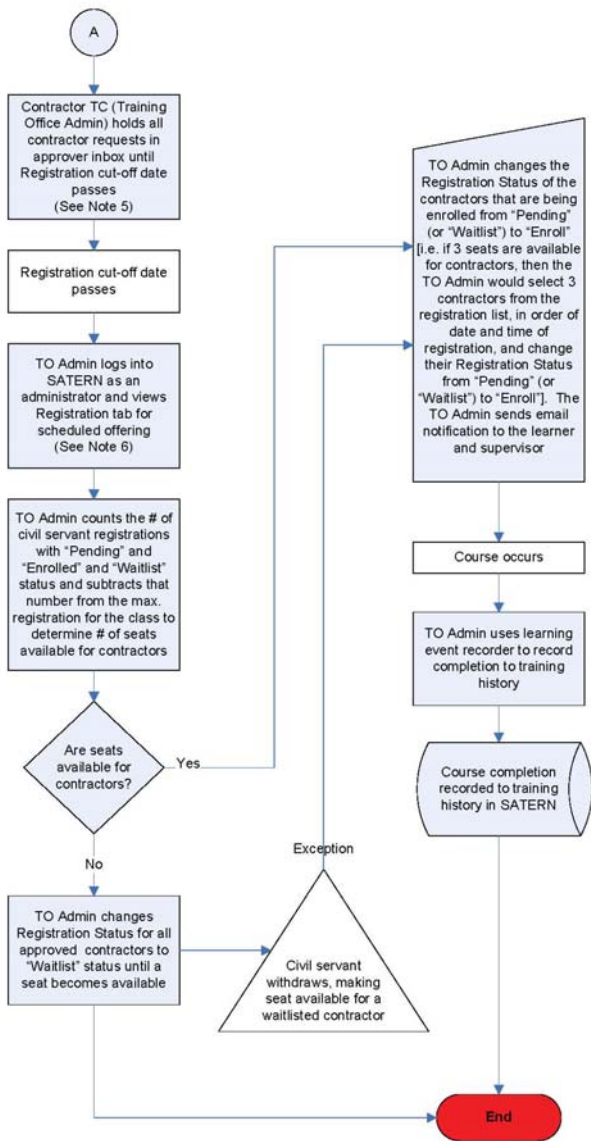 A
Contractor TC (Training
Office Admin) holds all
contractor requests in
approver inbox until
Registration cut-off date
passes
(See Note 5)
Registration cut-off date
passes
TO Admin logs into
SATERN as an
administrator and views
Registration tab for
scheduled offering
(See Note 6)
TO Admin counts the # of
civil servant registrations
with “Pending” and
“Enrolled” and “Waitlist”
status and subtracts that
number from the max.
registration for the class to
determine # of seats
available for contractors
Are seats
available for
contractors?
Yes
No
TO Admin changes
Registration Status for all
approved contractors to
“Waitlist” status until a
seat becomes available
Exception
Civil servant
withdraws, making
seat available for a
waitlisted contractor
TO Admin changes the
Registration Status of the
contractors that are being
enrolled from “Pending”
(or “Waitlist”) to “Enroll”
[i.e. if 3 seats are available
for contractors, then the
TO Admin would select 3
contractors from the
registration list, in order of
date and time of
registration, and change
their Registration Status
from “Pending” (or
“Waitlist”) to “Enroll”]. The
TO Admin sends email
notification to the learner
and supervisor
Course occurs
TO Admin uses learning
event recorder to record
completion to training
history
Course completion
recorded to training
history in SATERN
End